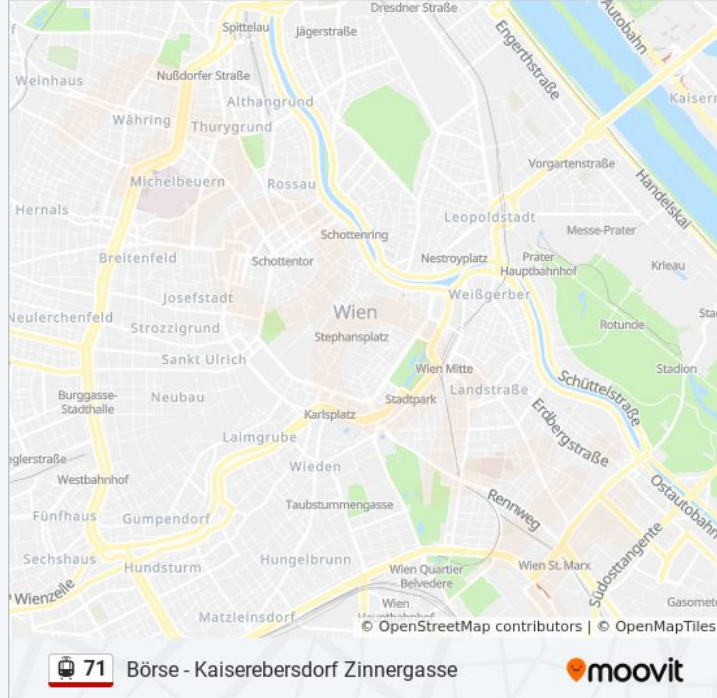 Dresdner Straße
Autobahn
Spittelau
Jägerstraße
Engerthstraße
Weinhaus
Nußdorfer Straße
Althangrund
Währing
Thurygrund
Vorgartenstraße
Michelbeuern
Rossau
Handelskai
Hernals
Leopoldstadt
Schottenring
Messe-Prater
Breitenfeld
Schottentor
Nestroyplatz
Prater
Hauptbahnhof
Krieau
Josefstadt
Weißgerber
Neulerchenfeld
Strozzigrund
Wien
Rotunde
Stephansplatz
Sankt Ulrich
Wien Mitte
Stadion
Burggasse-
Stadthalle
Neubau
Landstraße
Schüttelstraße
Stadtpark
Karlsplatz
Laimgrube
Erdbergstraße
eglerstraße
Westbahnhof
Wieden
Rennweg
Ostautobahn
Taubstummengasse
Fünfhaus
Gumpendorf
Südosttangente
Sechshaus
Hundsturm
Hungelbrunn
Wien Quartier
Belvedere
Wien St. Marx
Wienzeile
Wien
Gasomete
Matzleinsdorf
© OpenStreetMap contributors | © OpenMapTiles
71 Börse - Kaiserebersdorf Zinnergasse
moovit